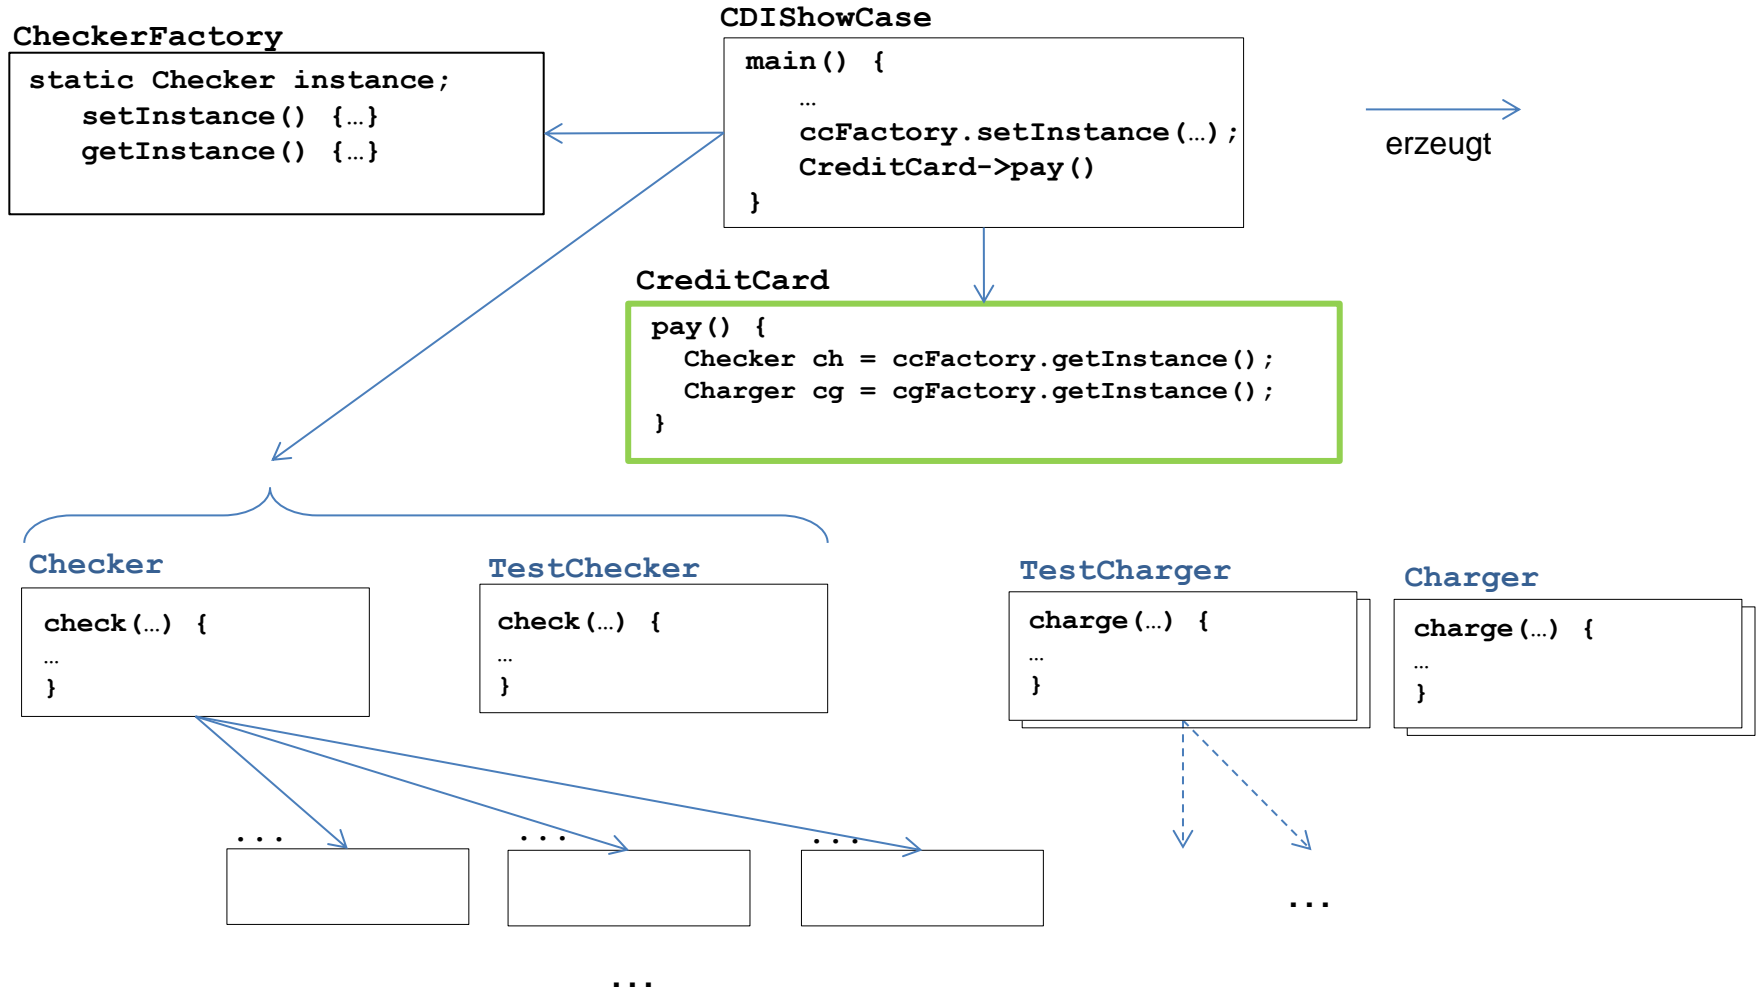 CheckerFactory
static Checker instance;
setInstance() {…}
getInstance() {…}
CDIShowCase
main() {
…
ccFactory.setInstance(…);
CreditCard->pay()
}
erzeugt
CreditCard
pay() {
Checker ch = ccFactory.getInstance();
Charger cg = cgFactory.getInstance();
}
Checker
check(…) {
…
}
TestChecker
check(…) {
…
}
TestCharger
charge(…) {
…
}
Charger
charge(…) {
…
}
...
...
...
...
...